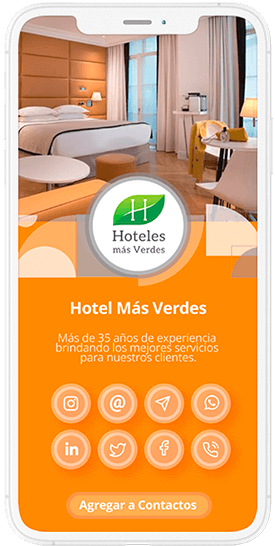 H
Hoteles
más Verdes
Hotel Más Verdes
Más de 35 años de experiencia
brindando los mejores servicios
para nuestros clientes.
@
in
f
Agregar a Contactos